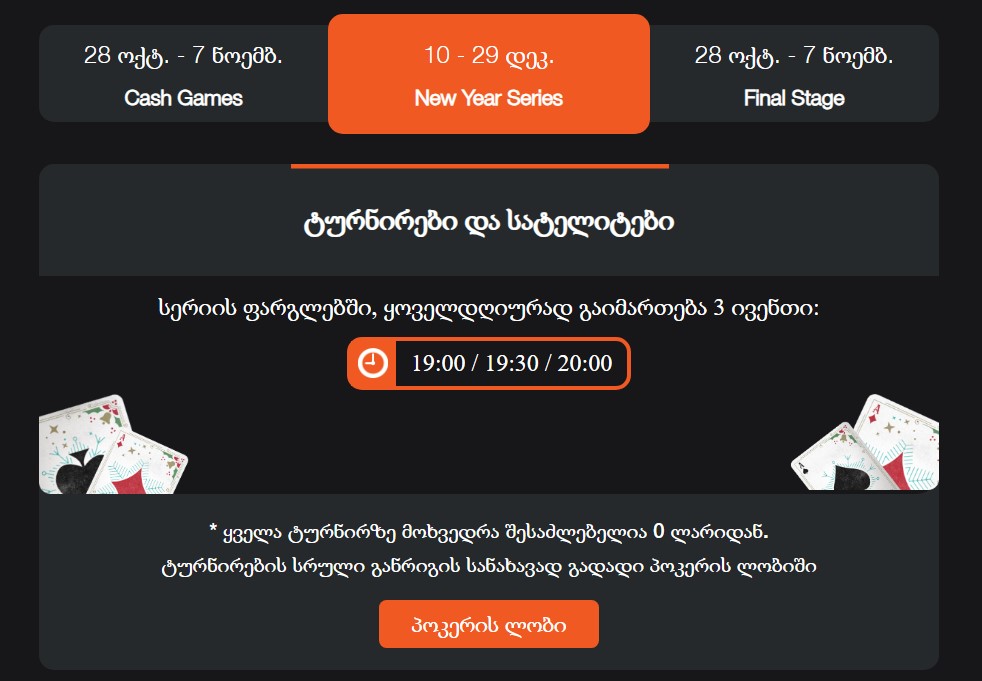 28 ოქტ. - 7 ნოემბ.
Cash Games
10 - 29 დეკ.
New Year Series
28 ოქტ. - 7 ნოემბ.
Final Stage
ტურნირები და სატელიტები
სერიის ფარგლებში, ყოველდღიურად გაიმართება 3 ივენთი:
19:00 / 19:30 / 20:00
* ყველა ტურნირზე მოხვედრა შესაძლებელია 0 ლარიდან.
ტურნირების სრული განრიგის სანახავად გადადი პოკერის ლობიში
პოკერის ლობი